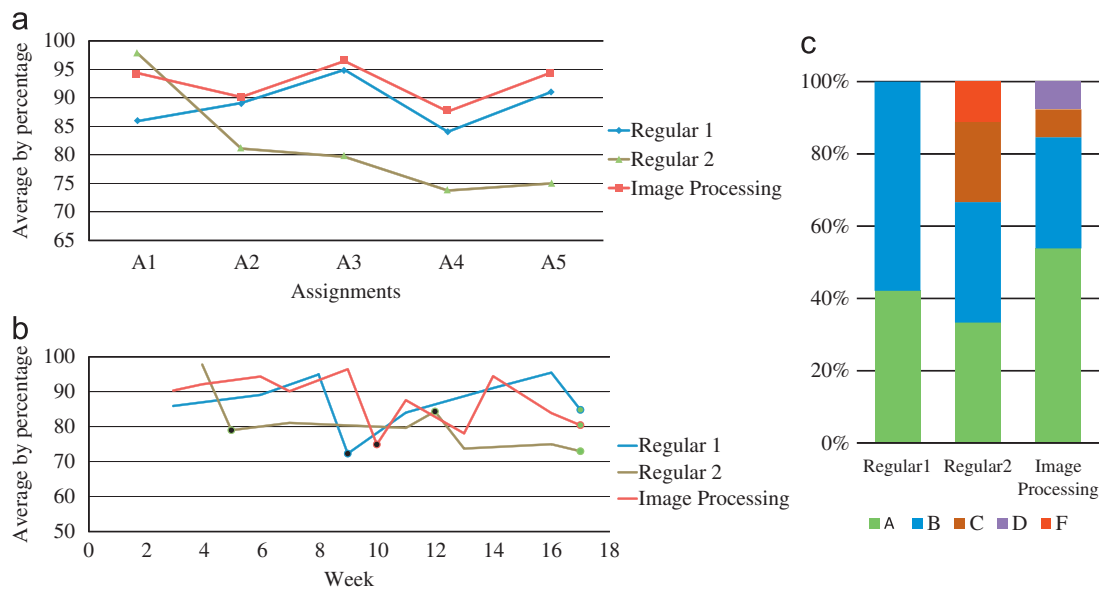 a
Average by percentage
100
95
90
85
80
75
70
65
A1 A2 A3 A4 A5
Assignments
Regular 1
Regular 2
Image Processing
b
Average by percentage
100
90
80
70
60
50
0 2 4 6 8 10 12 14 16 18
Week
Regular 1
Regular 2
Image Processing
c
100%
80%
60%
40%
20%
0%
Regular1 Regular2 Image
Processing
A B C D F